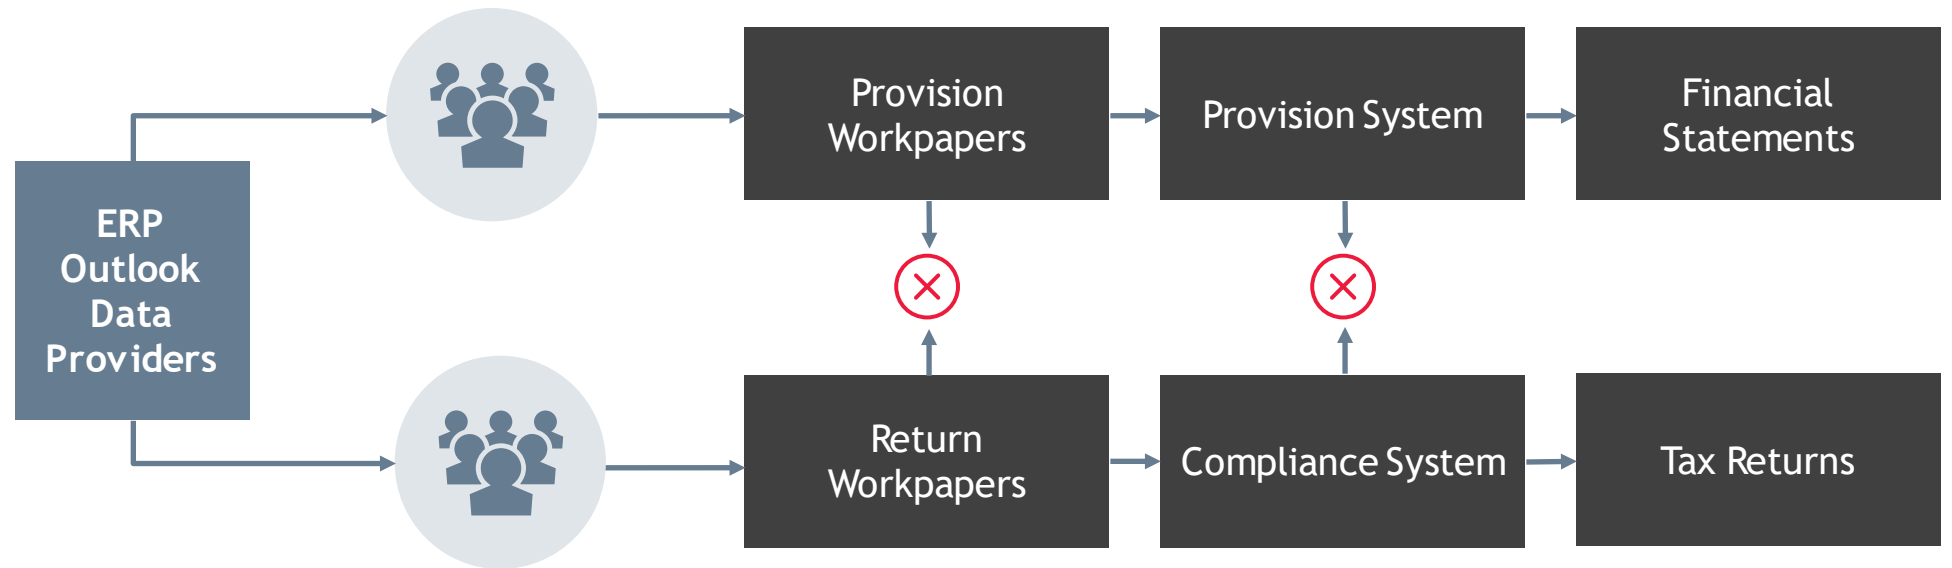 ERP
Outlook
Data
Providers
Provision
Workpapers
Provision System
Financial
Statements
Return
Workpapers
Compliance System
Tax Returns